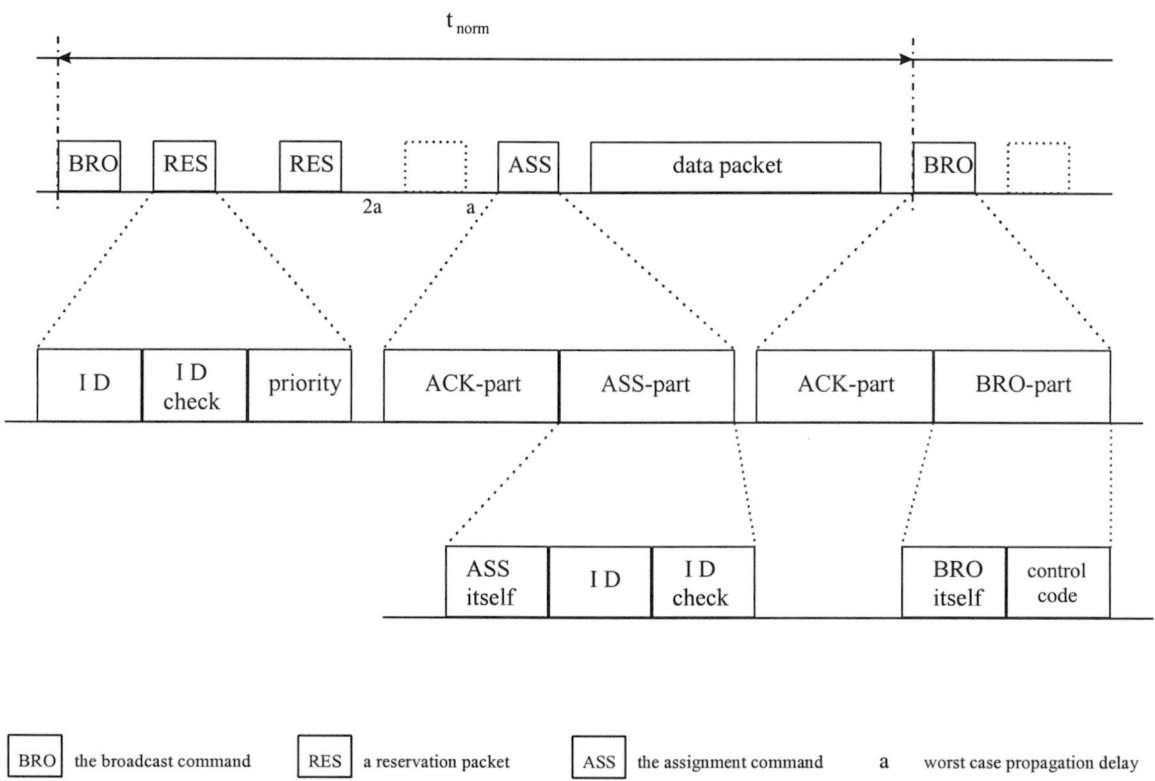 t norm
BRO RES RES ASS data packet BRO
2a a
I D I D check priority ACK-part ASS-part ACK-part BRO-part
ASS itself I D I D check BRO itself control code
BRO the broadcast command RES a reservation packet ASS the assignment command a worst case propagation delay